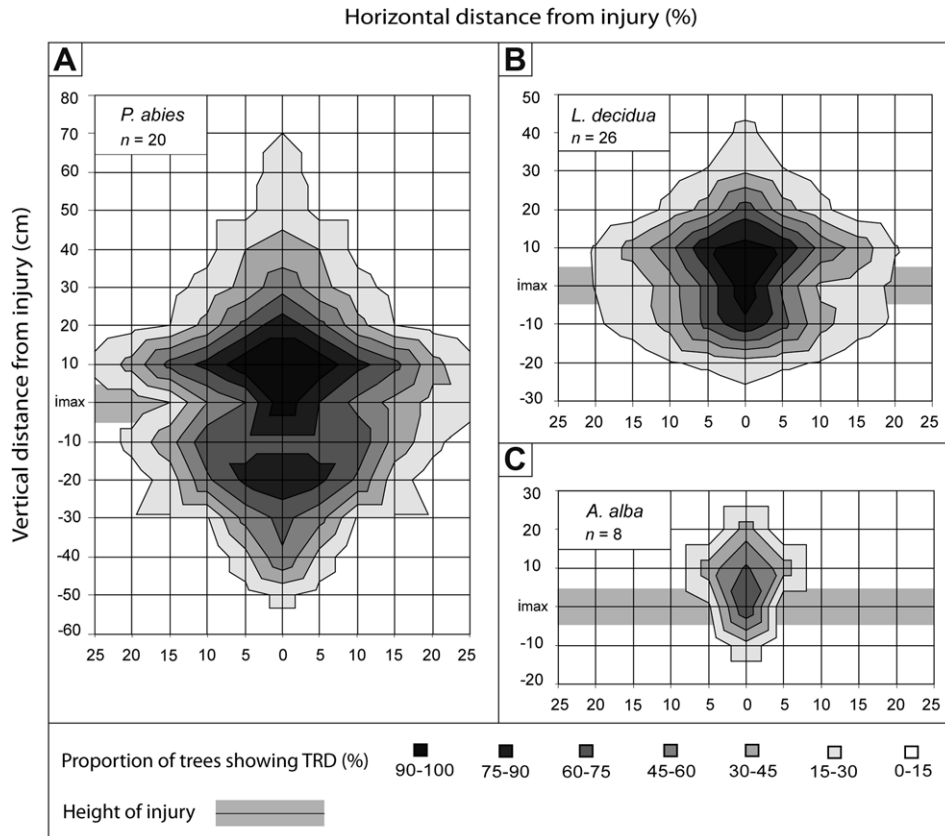 Horizontal distance from injury (%)
A
P. abies
n = 20
80
70
60
50
40
30
20
10
imax
-10
-20
-30
-40
-50
-60
25 20 15 10 5 0 5 10 15 20 25
Vertical distance from injury (cm)
B
L. decidua
n = 26
50
40
30
20
10
imax
-10
-20
-30
25 20 15 10 5 0 5 10 15 20 25
C
A. alba
n = 8
30
20
10
imax
-10
-20
25 20 15 10 5 0 5 10 15 20 25
Proportion of trees showing TRD (%)
90-100 75-90 60-75 45-60 30-45 15-30 0-15
Height of injury